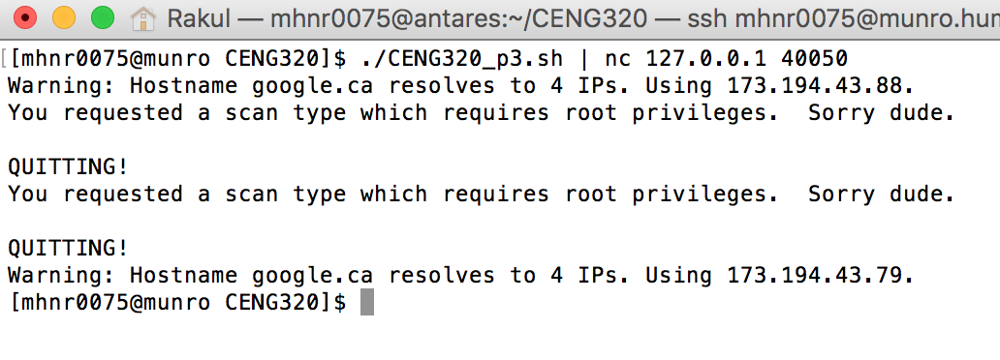 Rakul — mhnr0075@antares:~/CENG320 — ssh mhnr0075@munro.hum
[[mhnr0075@munro CENG320]$ ./CENG320_p3.sh | nc 127.0.0.1 40050
Warning: Hostname google.ca resolves to 4 IPs. Using 173.194.43.88.
You requested a scan type which requires root privileges.  Sorry dude.
QUITTING!
You requested a scan type which requires root privileges.  Sorry dude.
QUITTING!
Warning: Hostname google.ca resolves to 4 IPs. Using 173.194.43.79.
[mhnr0075@munro CENG320]$